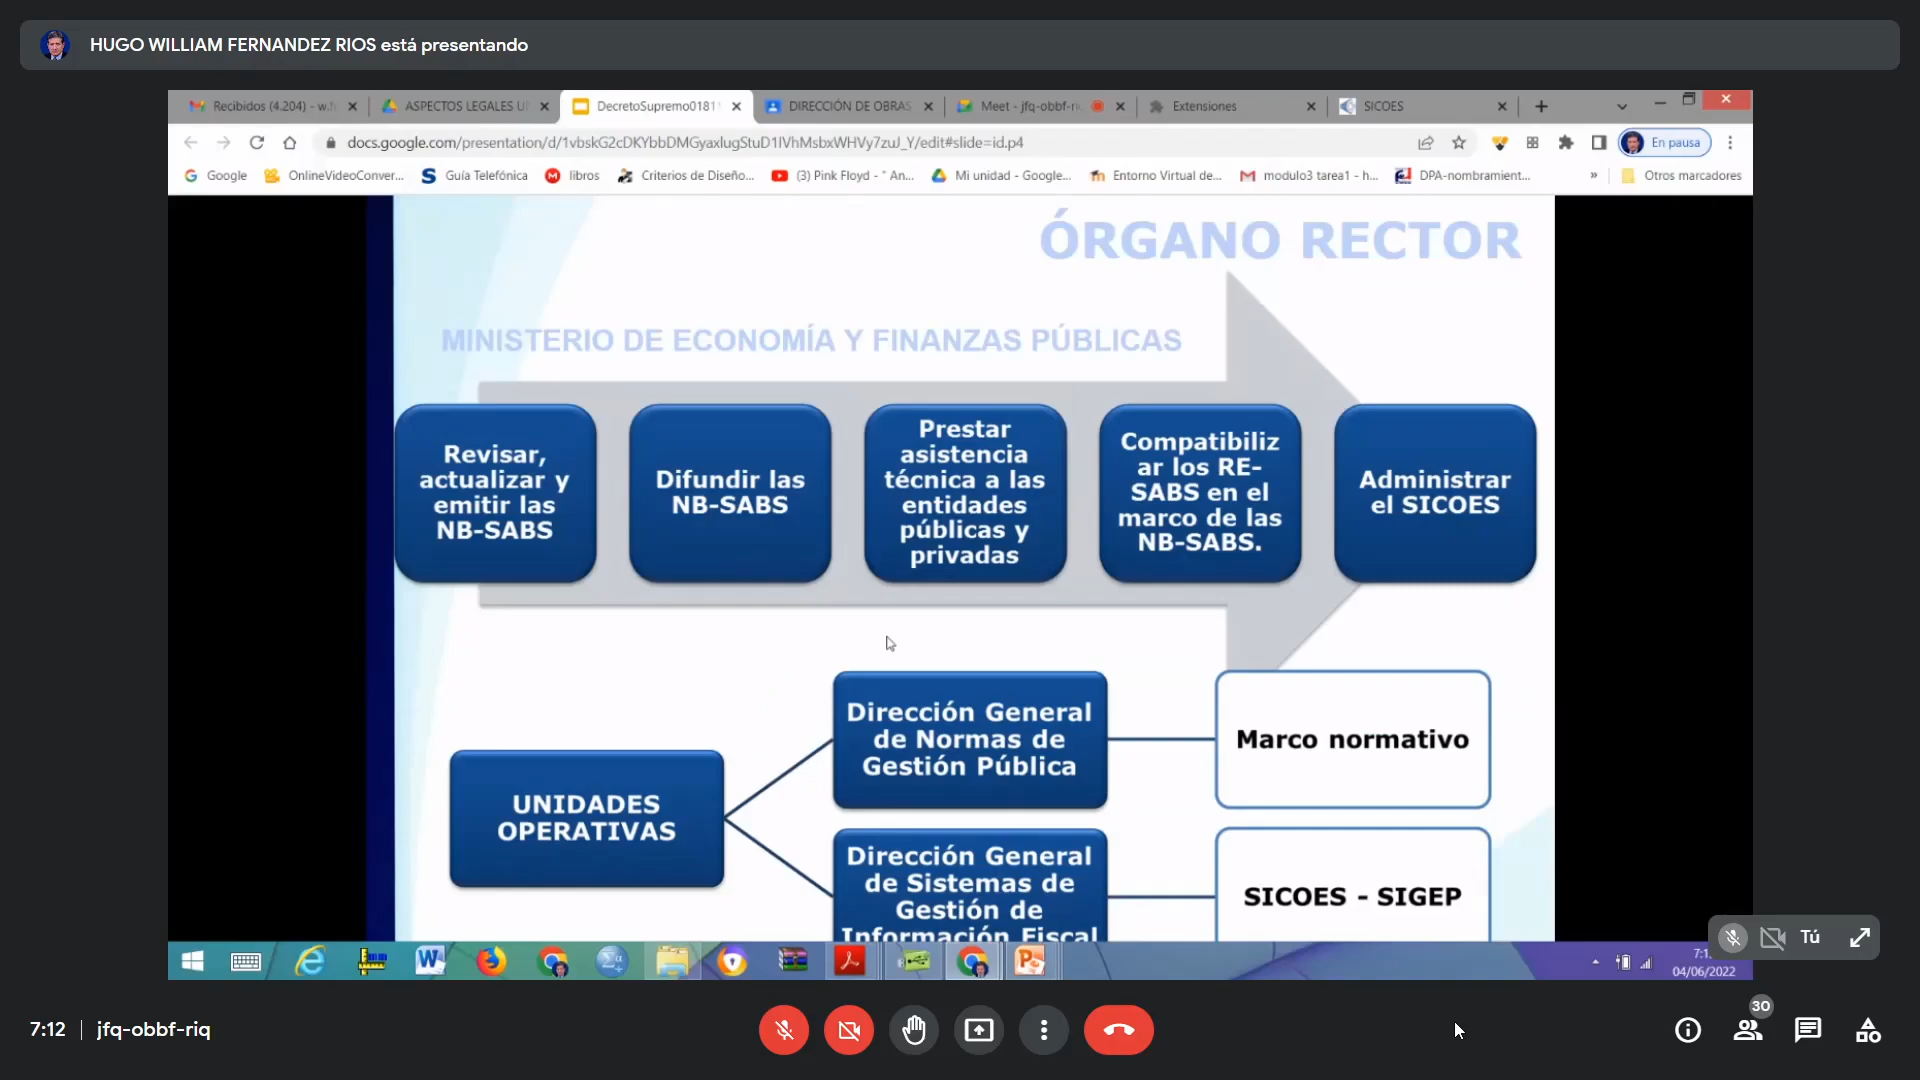 HUGO WILLIAM FERNANDEZ RIOS está presentando
Recibidos (4.204) - w.f
ASPECTOS LEGALES U
DecretoSupremo0181
DIRECCIÓN DE OBRAS
Meet - jfq-obbf-ri
Extensiones
SICOES
docs.google.com/presentation/d/1vbskG2cDKYbbDMGyaxlugStuD1IVhMsbxWHVy7zuJ_Y/edit#slide=id.p4
En pausa
Google
OnlineVideoConver...
Guía Telefónica
libros
Criterios de Diseño...
(3) Pink Floyd - " An...
Mi unidad - Google...
Entorno Virtual de...
modulo3 tarea1 - h...
DPA-nombramient...
»
Otros marcadores
ÓRGANO RECTOR
MINISTERIO DE ECONOMÍA Y FINANZAS PÚBLICAS
Revisar,
actualizar y
emitir las
NB-SABS
Difundir las
NB-SABS
Prestar
asistencia
técnica a las
entidades
públicas y
privadas
Compatibiliz
ar los RE-
SABS en el
marco de las
NB-SABS.
Administrar
el SICOES
UNIDADES
OPERATIVAS
Dirección General
de Normas de
Gestión Pública
Marco normativo
Dirección General
de Sistemas de
Gestión de
Información Fiscal
SICOES - SIGEP
Tú
04/06/2022
7:12 | jfq-obbf-riq
30